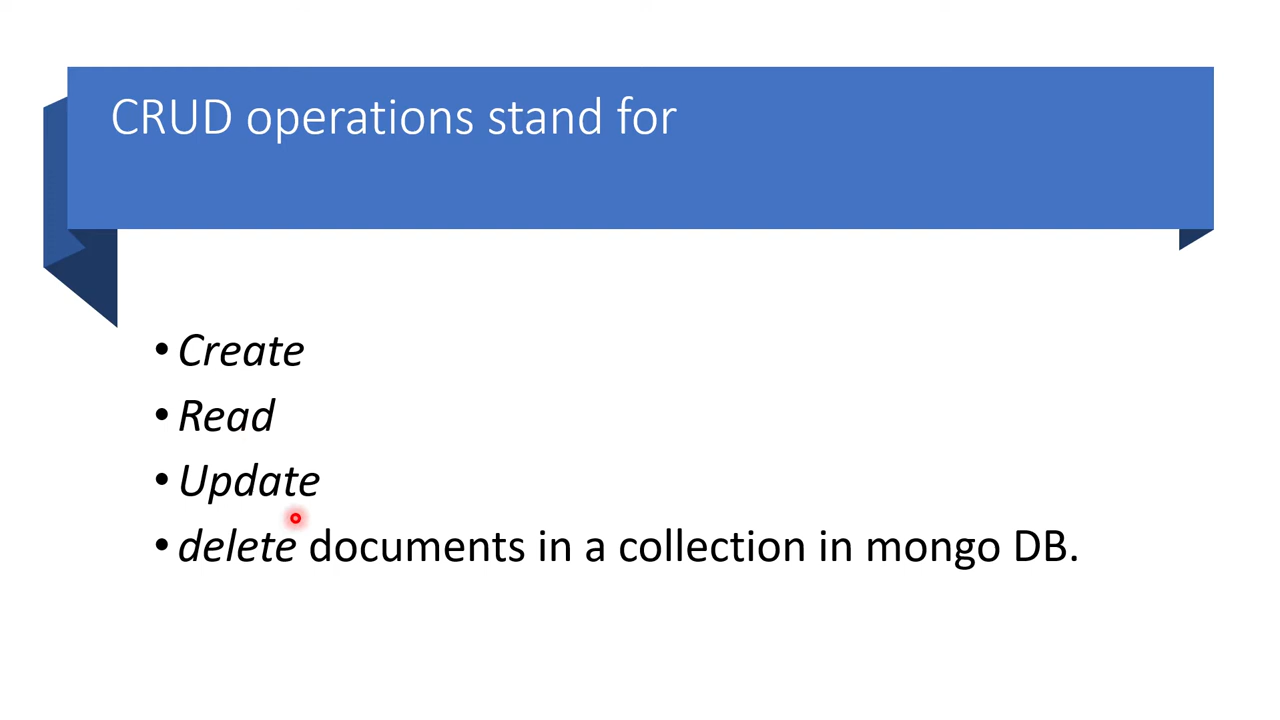 CRUD operations stand for
• Create
• Read
• Update
• delete documents in a collection in mongo DB.